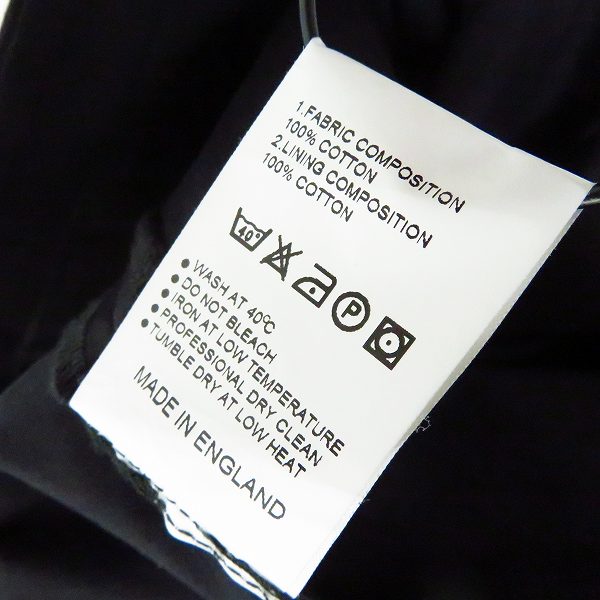 1.FABRIC COMPOSITION
100% COTTON
2.LINING COMPOSITION
100% COTTON
40° P
• WASH AT 40℃
• DO NOT BLEACH
• IRON AT LOW TEMPERATURE
• PROFESSIONAL DRY CLEAN
• TUMBLE DRY AT LOW HEAT
MADE IN ENGLAND